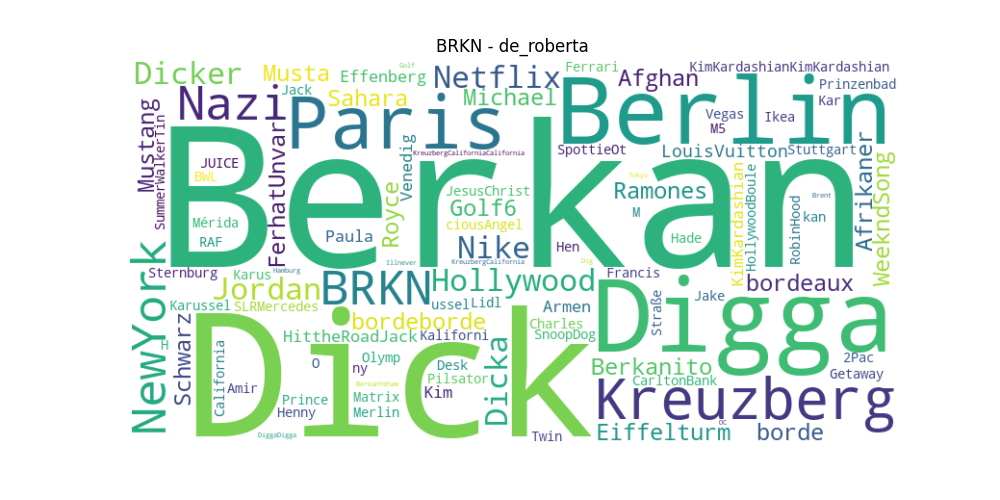 BRKN - de_roberta
Golf
Ferrari
KimKardashianKimKardashian
Dicker
Musta
Effenberg
Netflix
Afghan
Prinzenbad
Nazi
Jack
Sahara
Michael
Berlin
Kar
Mustang
Paris
Vegas
Ikea
M5
SummerWalkerTin
FerhatUnvar
Venedig
KreuzbergCaliforniaCalifornia
SpottieOt
LouisVuitton
Stuttgart
JUICE
BWL
Berkan
Tokyo
Afrikaner
WeekndSong
Royce
JesusChrist
Ramones
KimKardashian
HollywoodBoule
Brent
Mérida
Golf6
M
RobinHood
kan
RAF
Paula
ciousAngel
Nike
Hen
Hade
NewYork
Sternburg
Karus
Hamburg
Illnever
KreuzbergCalifornia
Dig
Francis
bordeaux
Jordan
BRKN
Hollywood
Digga
Jake
Karussel
SLRMercedes
ussel
Lidl
Armen
straße
Schwarz
Dick
bordeborde
Charles
H
HittheRoadJack
Kaliforni
SnoopDog
California
O
Olymp
Dicka
Desk
Berkanito
2Pac
Amir
ny
Pilsator
CarltonBank
Getaway
BerkanYehaw
Kim
Prince
Matrix
Kreuzberg
Henny
Merlin
OC
DiggaDigga
Twin
Eiffelturm
borde